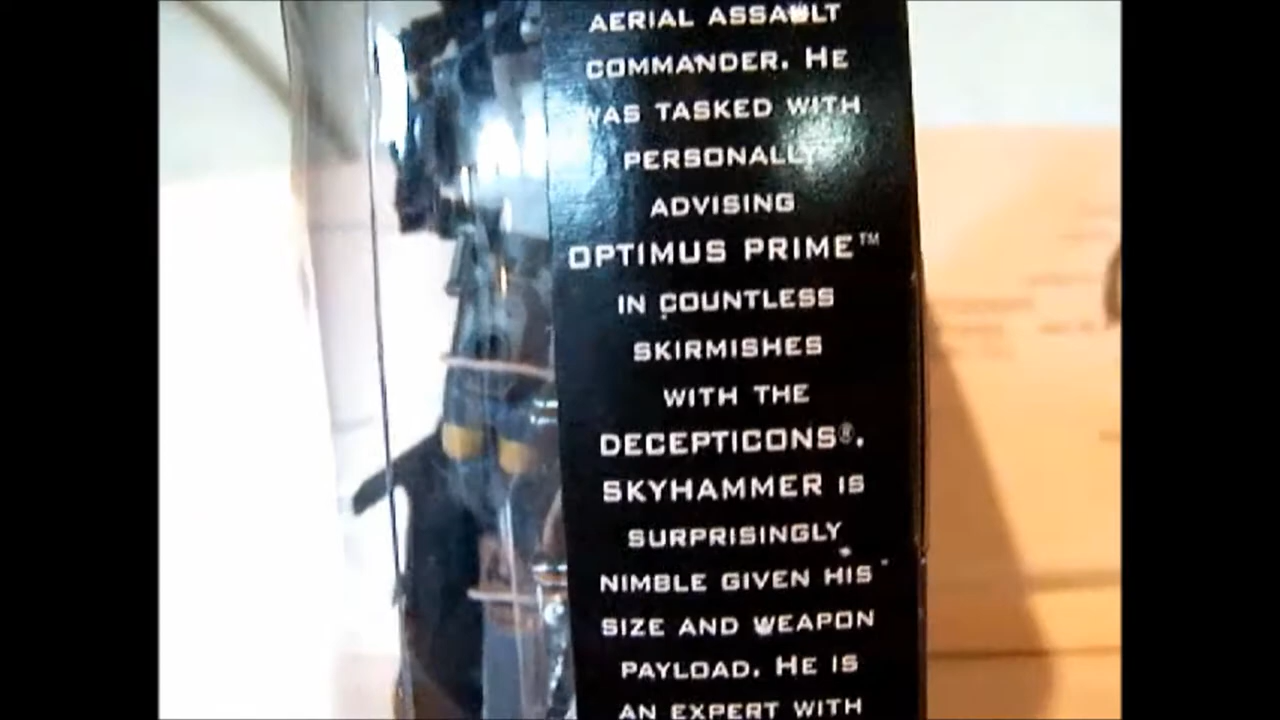 AERIAL ASSAULT
COMMANDER. HE
WAS TASKED WITH
PERSONALLY
ADVISING
OPTIMUS PRIME™
IN COUNTLESS
SKIRMISHES
WITH THE
DECEPTICONS®.
SKYHAMMER IS
SURPRISINGLY
NIMBLE GIVEN HIS
SIZE AND WEAPON
PAYLOAD. HE IS
AN EXPERT WITH